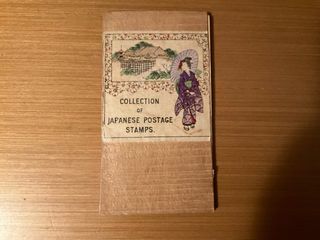 COLLECTION
OF
JAPANESE POSTAGE
STAMPS.